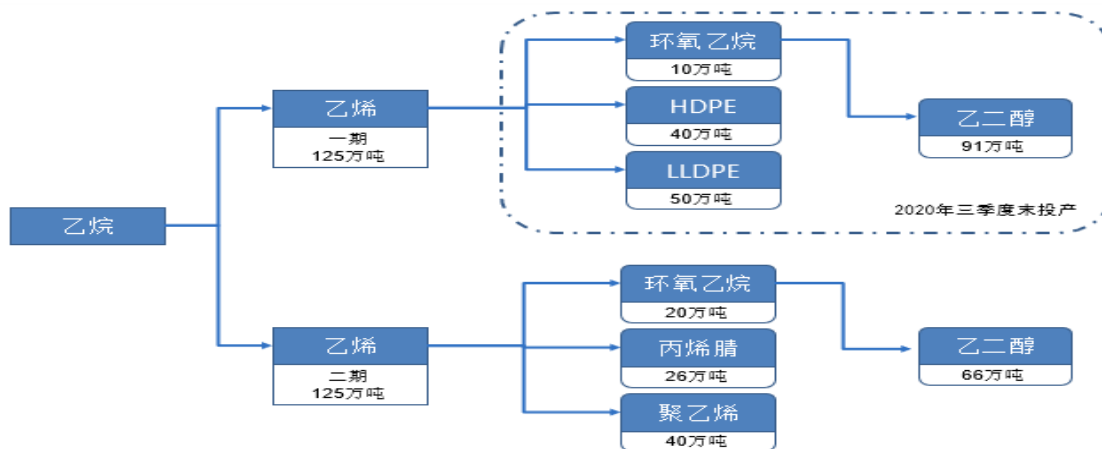 乙烷
乙烯
一期
125万吨
环氧乙烷
10万吨
HDPE
40万吨
LLDPE
50万吨
乙二醇
91万吨
2020年三季度末投产
乙烯
二期
125万吨
环氧乙烷
20万吨
丙烯腈
26万吨
聚乙烯
40万吨
乙二醇
66万吨